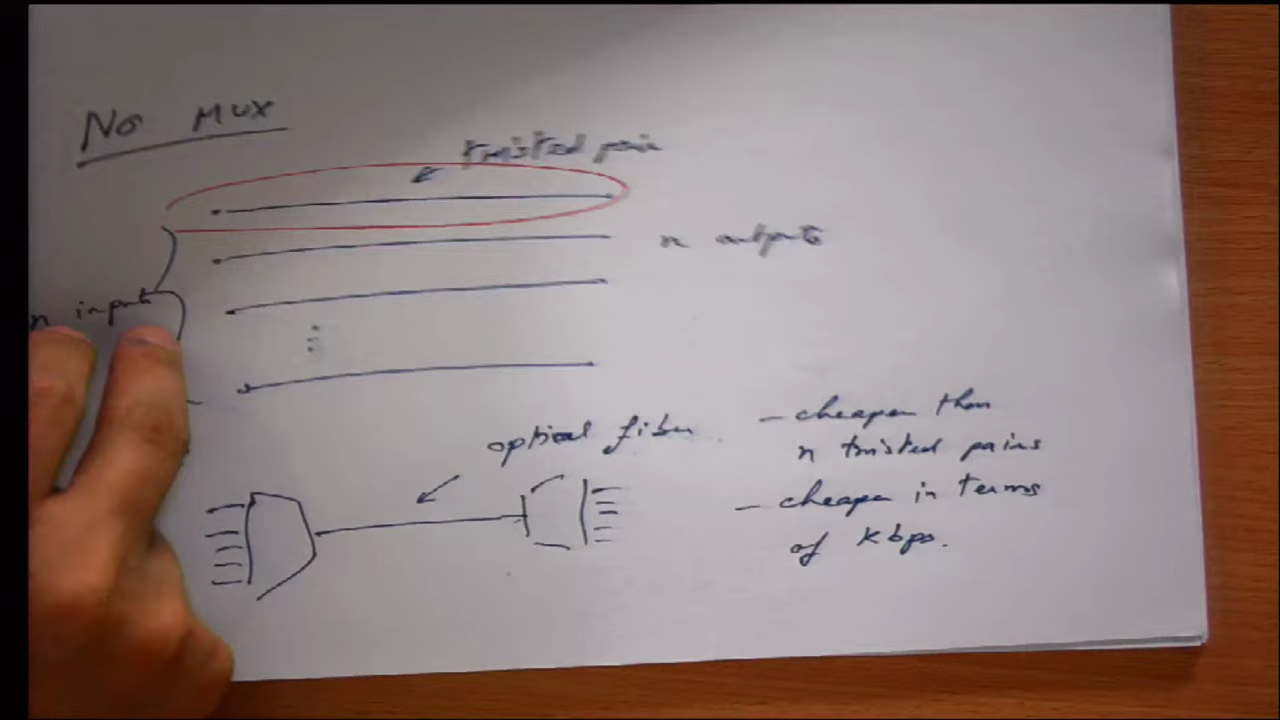 No MUX
twisted pair
n outputs
n inputs
optical fiber
- cheaper than
n twisted pairs
- cheaper in terms
of kbps.